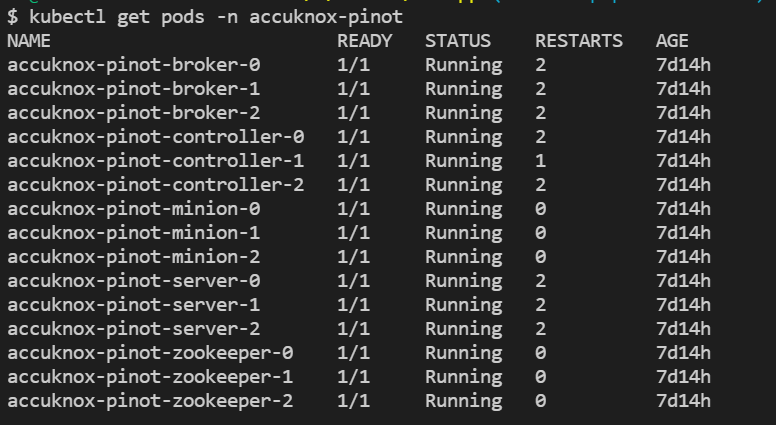 $ kubectl get pods -n accuknox-pinot
NAME READY STATUS RESTARTS AGE
accuknox-pinot-broker-0 1/1 Running 2 7d14h
accuknox-pinot-broker-1 1/1 Running 2 7d14h
accuknox-pinot-broker-2 1/1 Running 2 7d14h
accuknox-pinot-controller-0 1/1 Running 2 7d14h
accuknox-pinot-controller-1 1/1 Running 1 7d14h
accuknox-pinot-controller-2 1/1 Running 2 7d14h
accuknox-pinot-minion-0 1/1 Running 0 7d14h
accuknox-pinot-minion-1 1/1 Running 0 7d14h
accuknox-pinot-minion-2 1/1 Running 0 7d14h
accuknox-pinot-server-0 1/1 Running 2 7d14h
accuknox-pinot-server-1 1/1 Running 2 7d14h
accuknox-pinot-server-2 1/1 Running 2 7d14h
accuknox-pinot-zookeeper-0 1/1 Running 0 7d14h
accuknox-pinot-zookeeper-1 1/1 Running 0 7d14h
accuknox-pinot-zookeeper-2 1/1 Running 0 7d14h